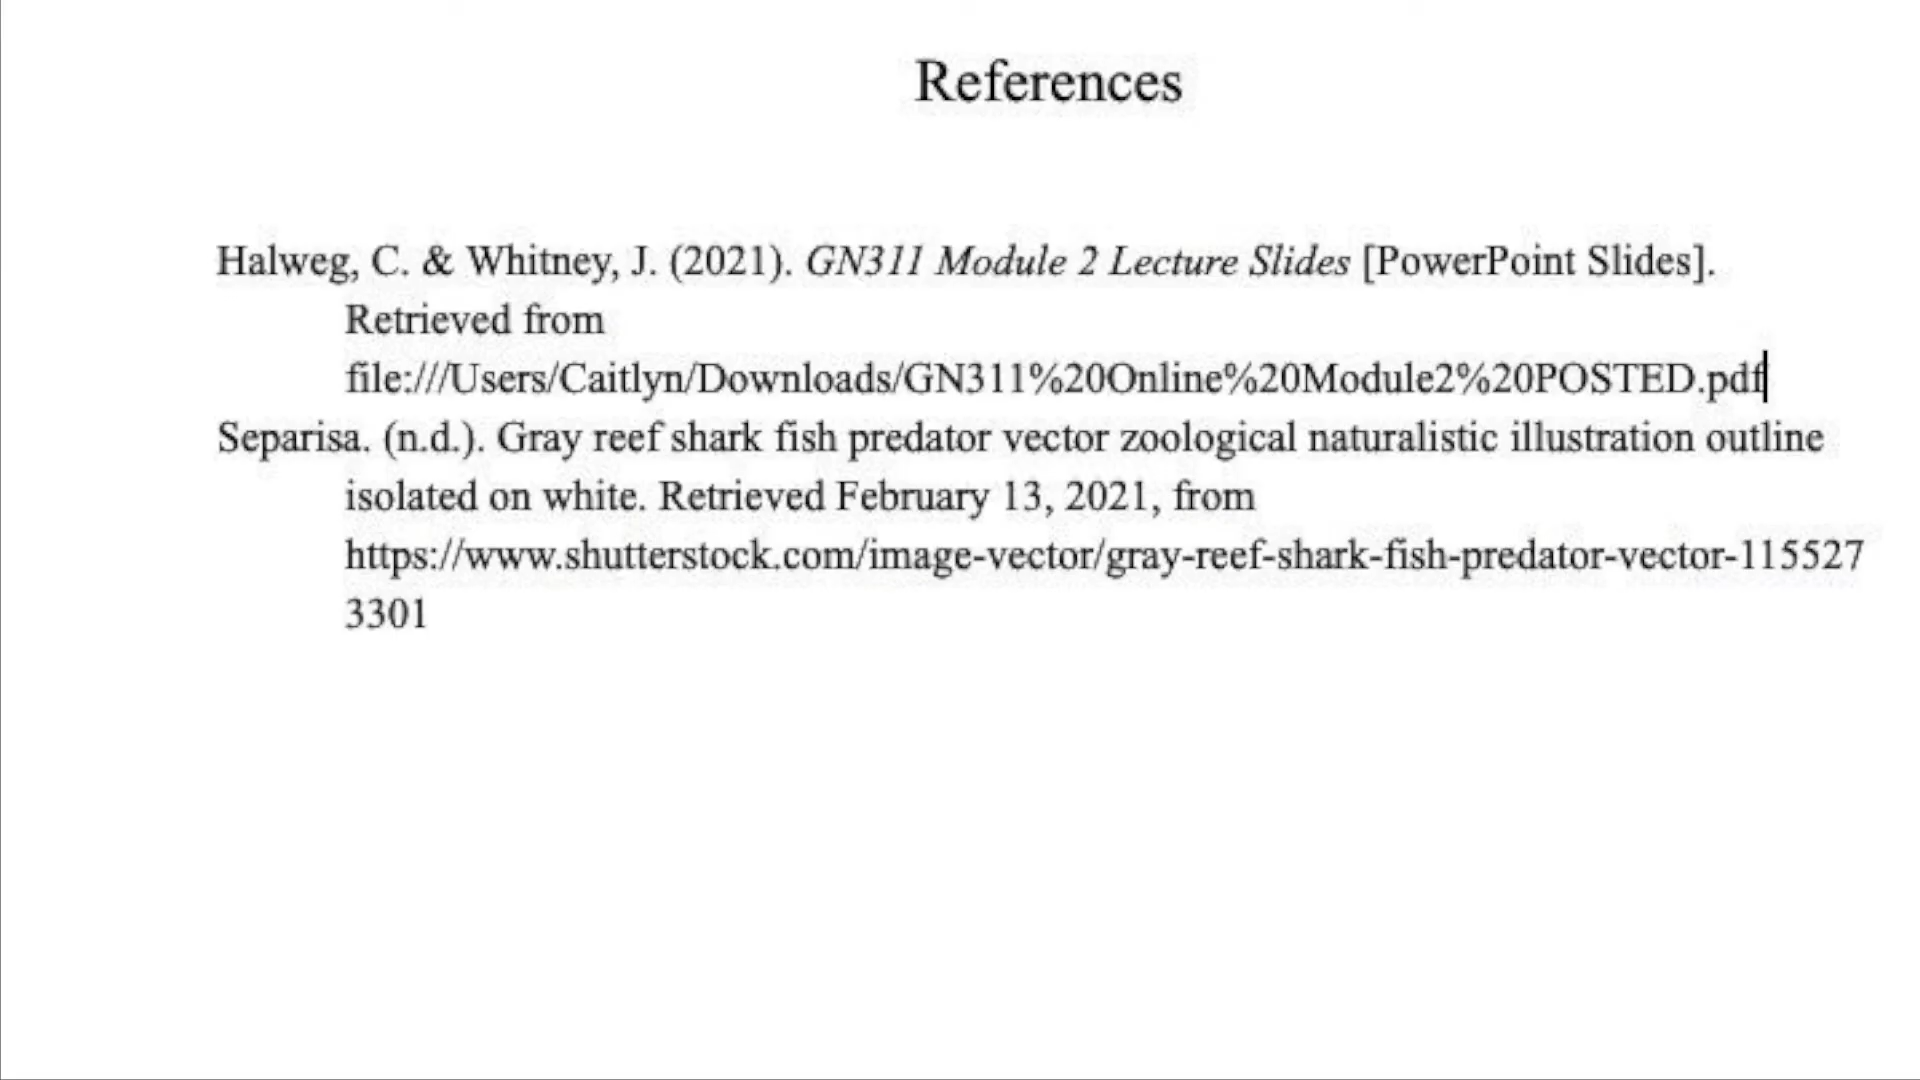 References
Halweg, C. & Whitney, J. (2021). GN311 Module 2 Lecture Slides [PowerPoint Slides].
Retrieved from
file:///Users/Caitlyn/Downloads/GN311%20Online%20Module2%20POSTED.pdf
Separisa. (n.d.). Gray reef shark fish predator vector zoological naturalistic illustration outline
isolated on white. Retrieved February 13, 2021, from
https://www.shutterstock.com/image-vector/gray-reef-shark-fish-predator-vector-115527
3301